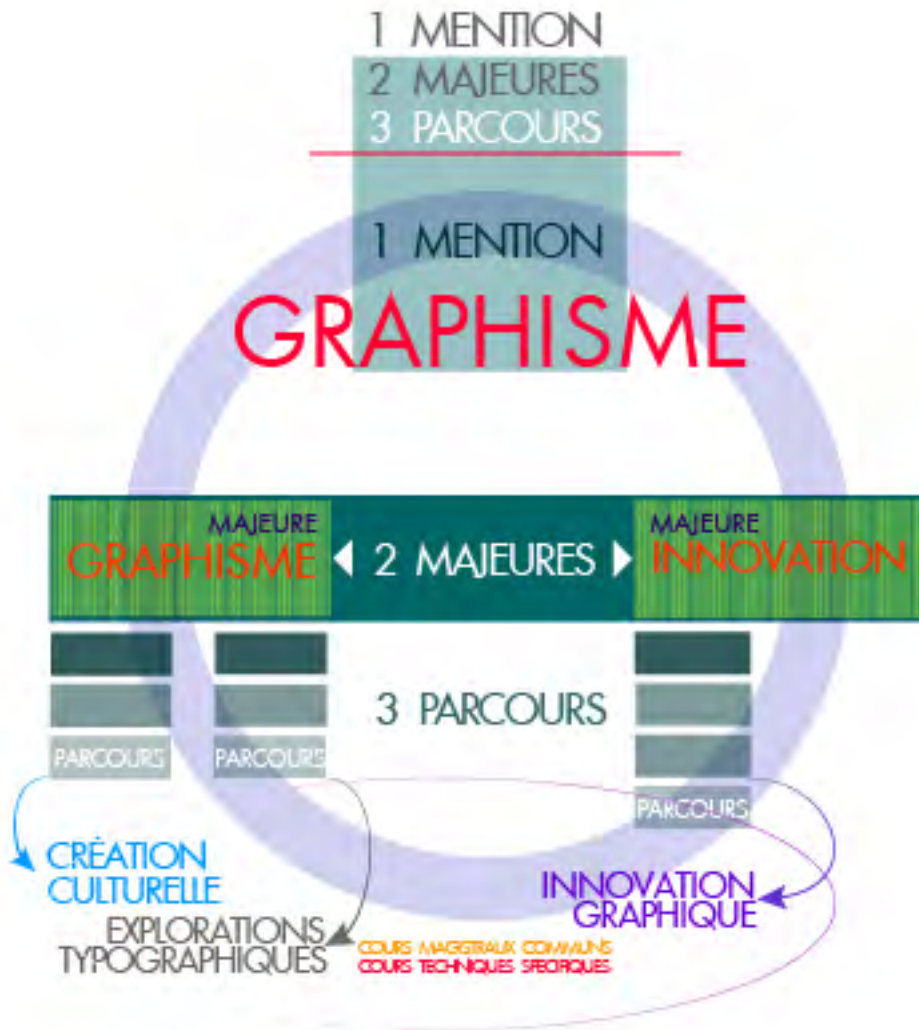 1 MENTION
2 MAJEURES
3 PARCOURS
1 MENTION
GRAPHISME
MAJEURE
GRAPHISME
2 MAJEURES
MAJEURE
INNOVATION
3 PARCOURS
PARCOURS
PARCOURS
PARCOURS
CRÉATION
CULTURELLE
EXPLORATIONS
TYPOGRAPHIQUES
COURS MAGISTRAUX COMMUNS
COURS TECHNIQUES SPECIFIQUES
INNOVATION
GRAPHIQUE